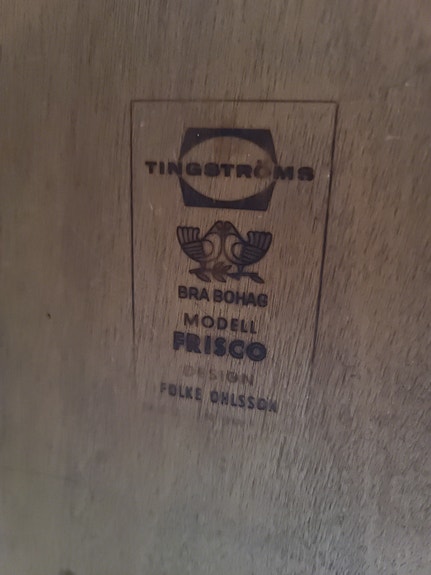 TINGSTRÖMS
BRA BOHAG
MODELL
FRISCO
DESIGN
FOLKE OHLSSON